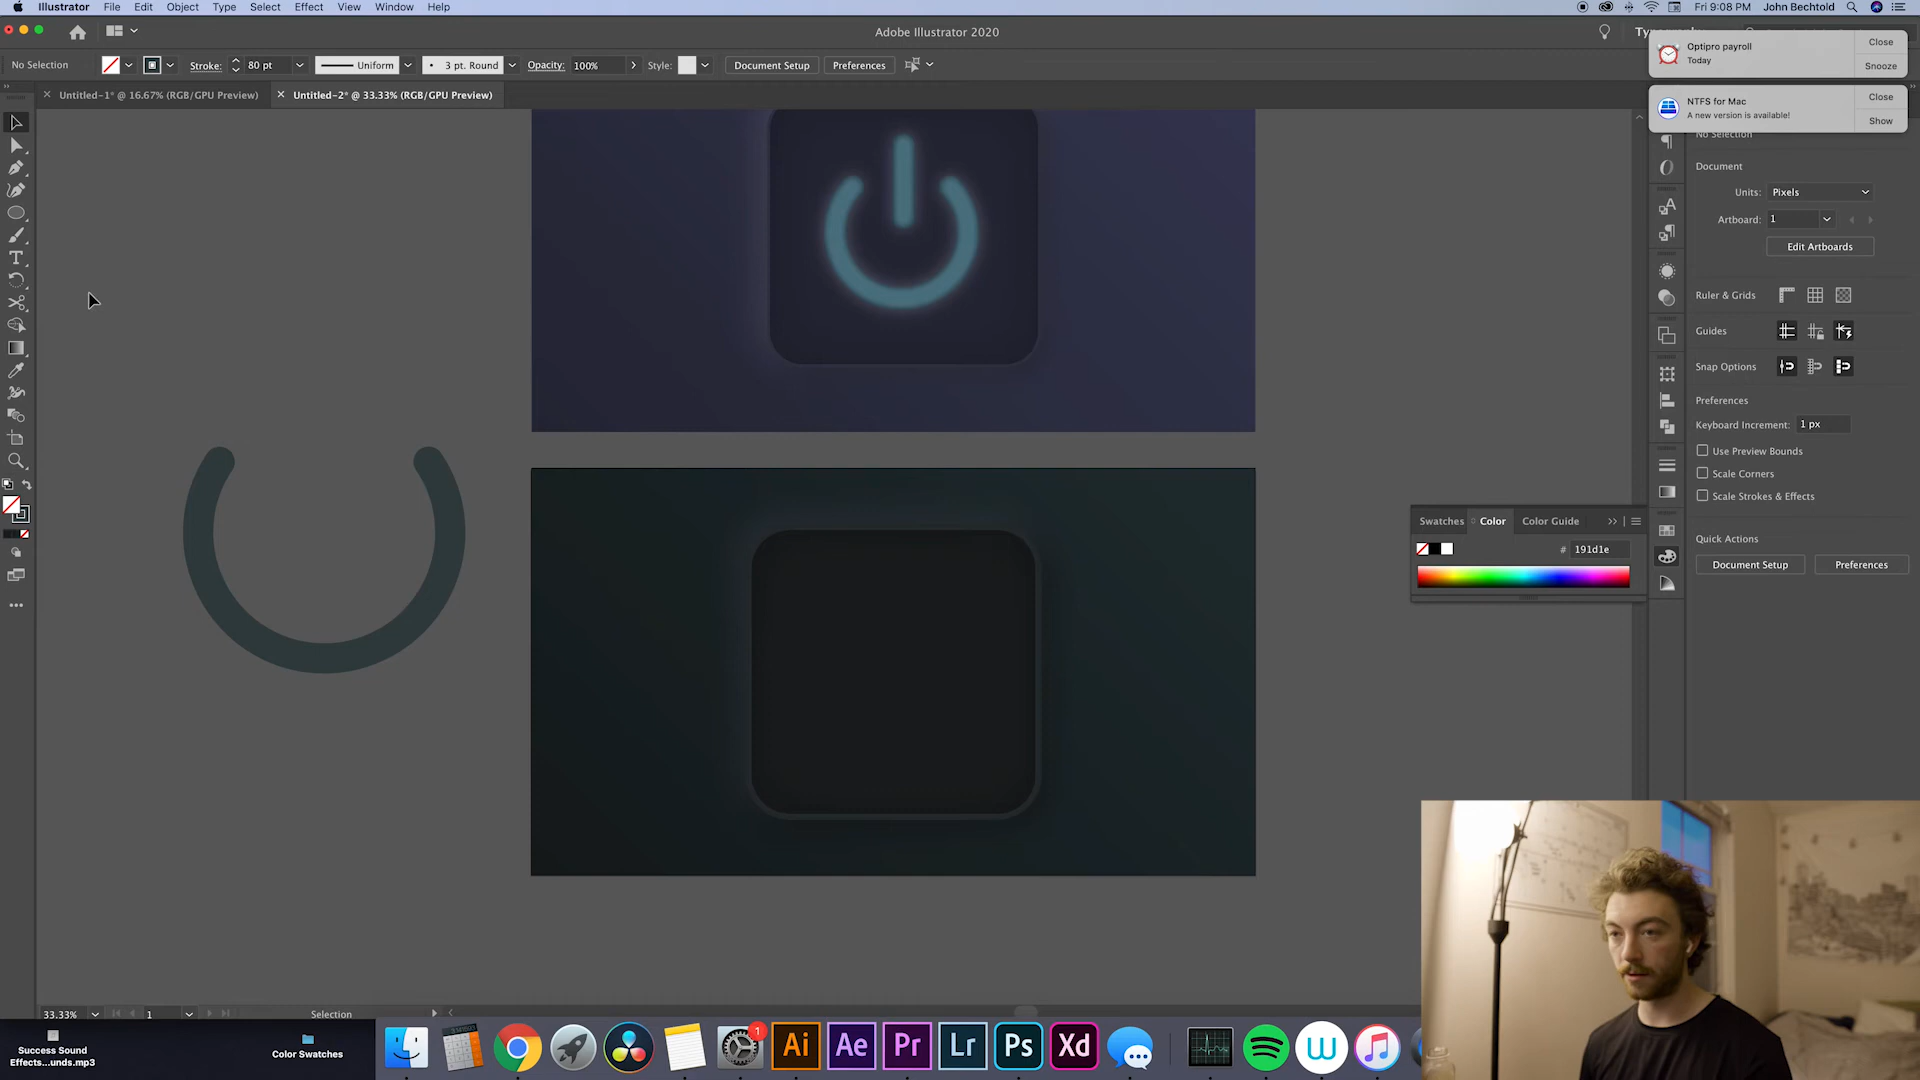 Illustrator File Edit Object Type Select Effect View Window Help
Fri 9:08 PM John Bechtold
Adobe Illustrator 2020
Optipro payroll
Today
Close
Snooze
No Selection
Stroke: 80 pt
Uniform
3 pt. Round
Opacity: 100%
Style:
Document Setup
Preferences
Untitled-1* @ 16.67% (RGB/GPU Preview)
Untitled-2* @ 33.33% (RGB/GPU Preview)
NTFS for Mac
A new version is available!
Close
Show
No Selection
Document
Units: Pixels
Artboard: 1
Edit Artboards
Ruler & Grids
Guides
Snap Options
Preferences
Keyboard Increment: 1 px
Use Preview Bounds
Scale Corners
Scale Strokes & Effects
Quick Actions
Document Setup
Preferences
Swatches
Color
Color Guide
# 191d1e
33.33%
1
Selection
Success Sound
Effects...unds.mp3
Color Swatches
1
Ai
Ae
Pr
Lr
Ps
Xd